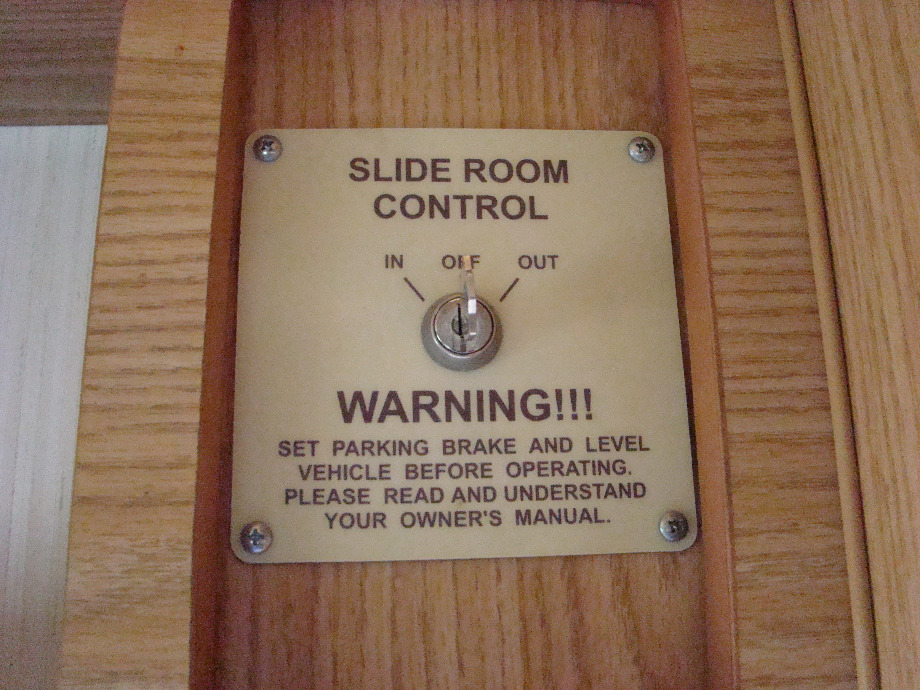 SLIDE ROOM
CONTROL
IN OFF OUT
WARNING!!!
SET PARKING BRAKE AND LEVEL
VEHICLE BEFORE OPERATING.
PLEASE READ AND UNDERSTAND
YOUR OWNER'S MANUAL.